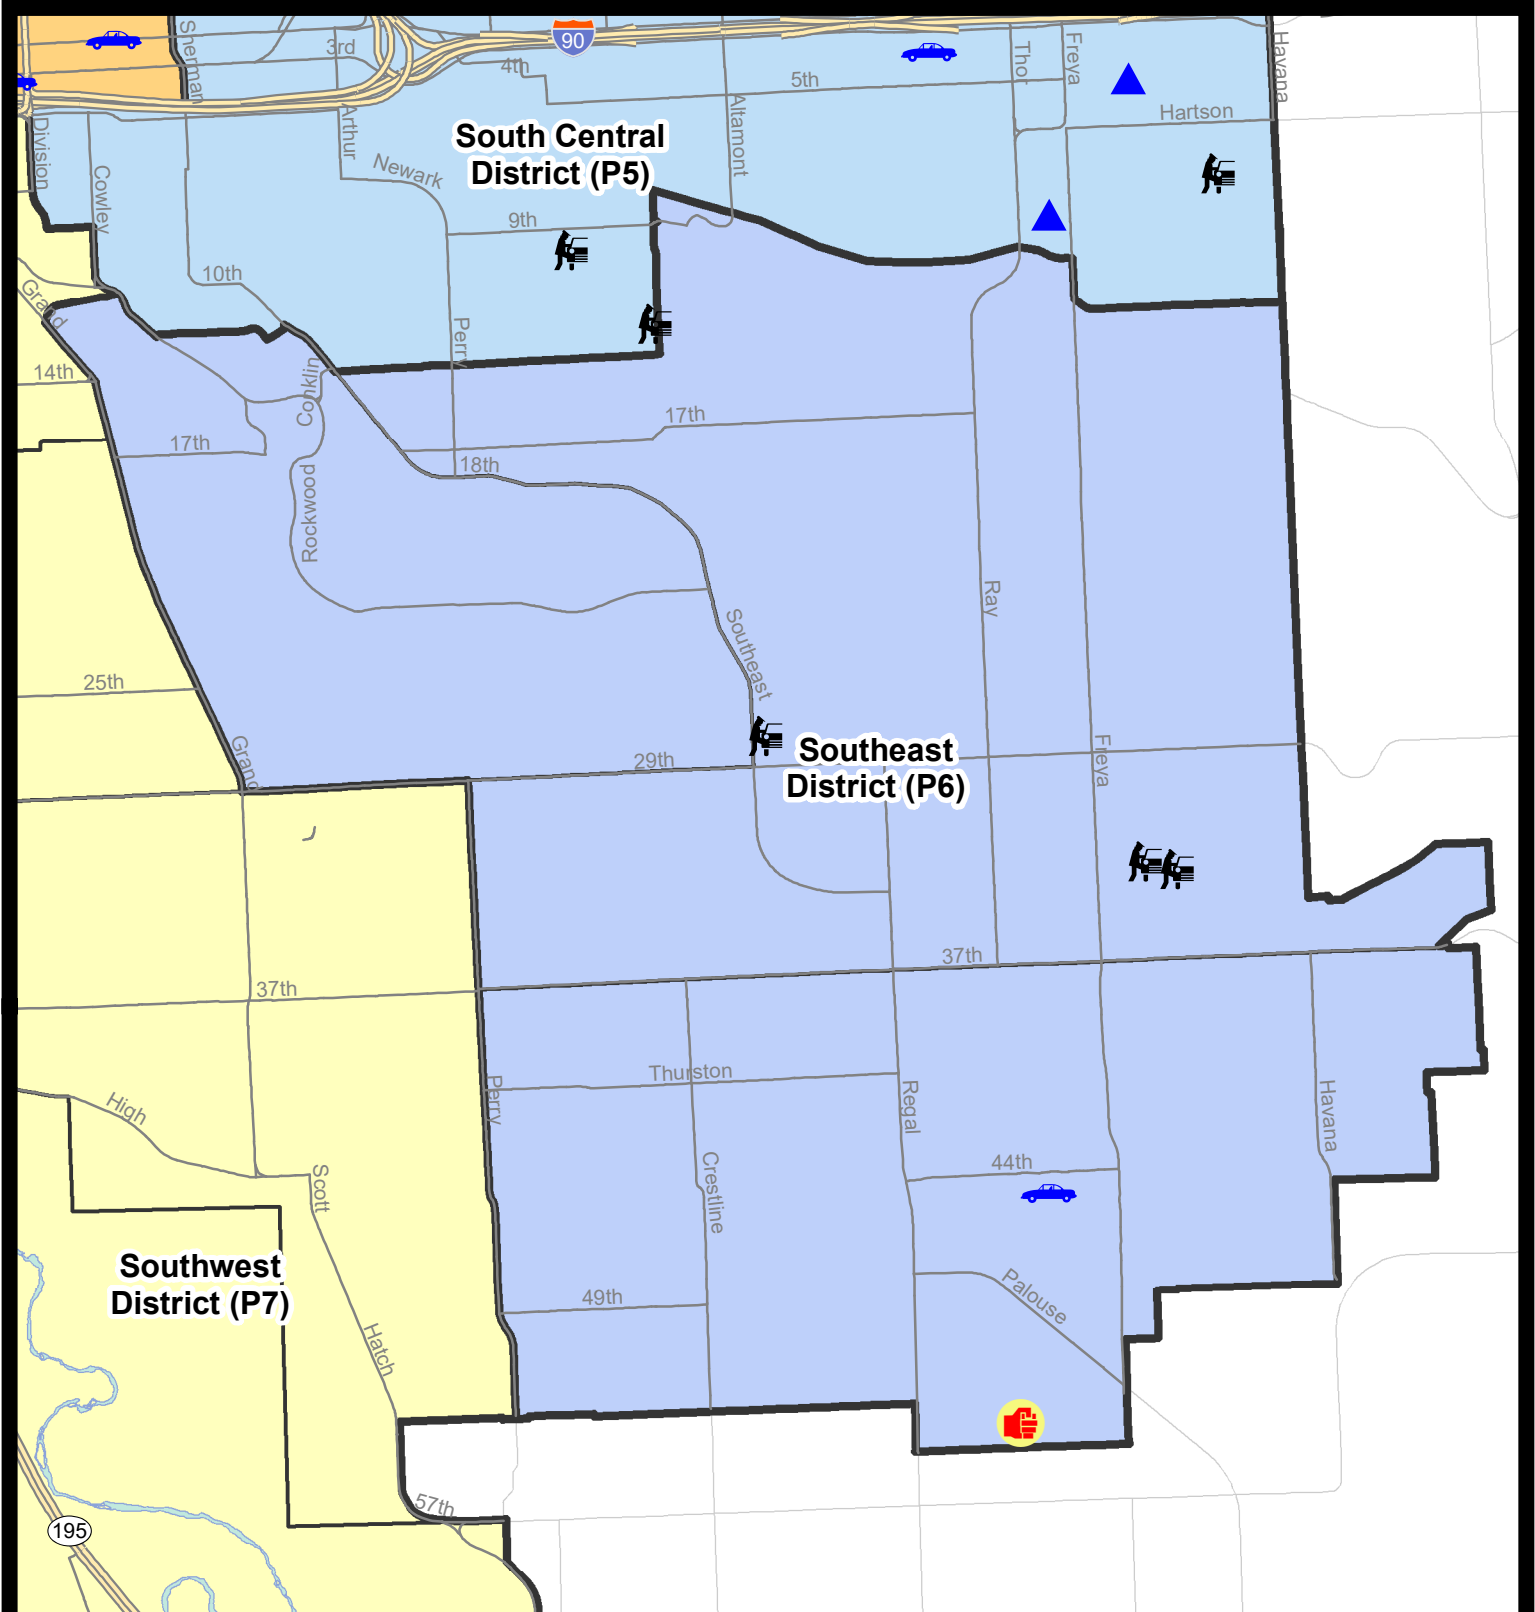 Sherman
3rd
90
4th
5th
Thor
Freya
Havana
Division
Cowley
Arthur
Newark
South Central
District (P5)
Altamont
Hartson
9th
10th
Grand
Perry
14th
Conklin
17th
17th
18th
Rockwood
Ray
Southeast
25th
Grand
29th
Southeast
District (P6)
Freya
37th
37th
Thurston
Perry
Regal
High
Havana
Scott
Crestline
44th
Southwest
District (P7)
49th
Palouse
Hatch
57th
195